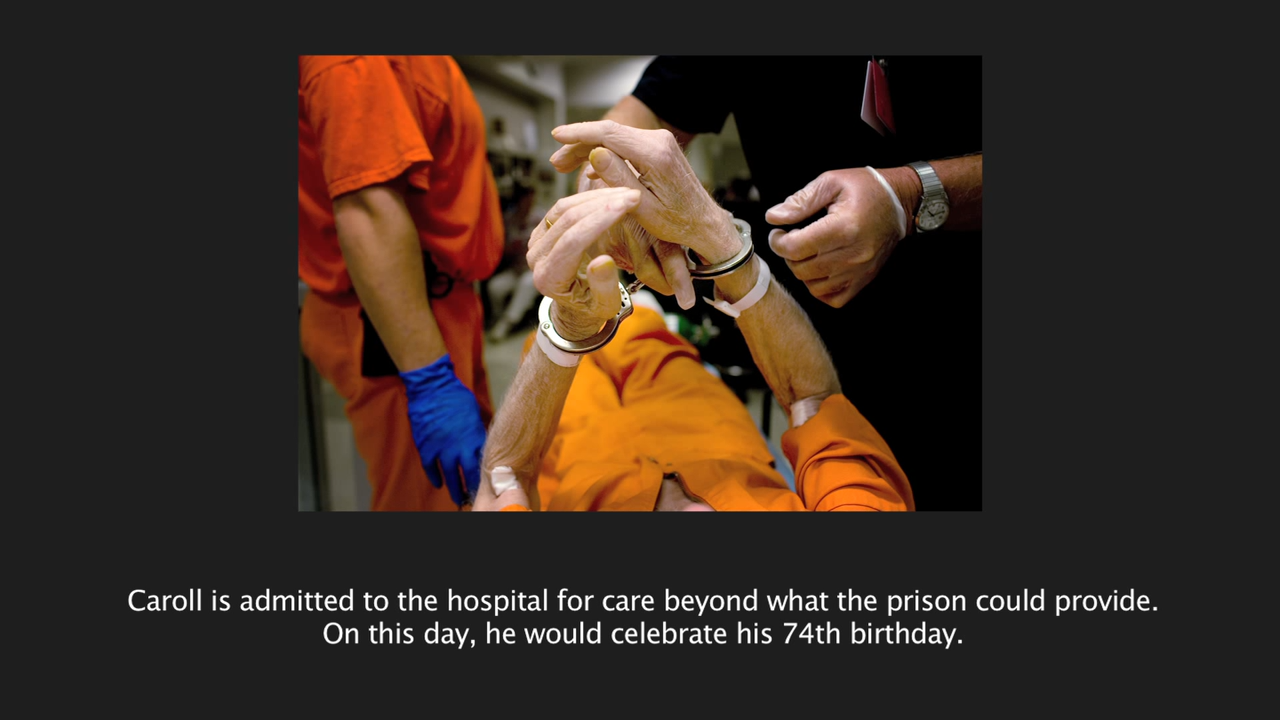 Caroll is admitted to the hospital for care beyond what the prison could provide.
On this day, he would celebrate his 74th birthday.